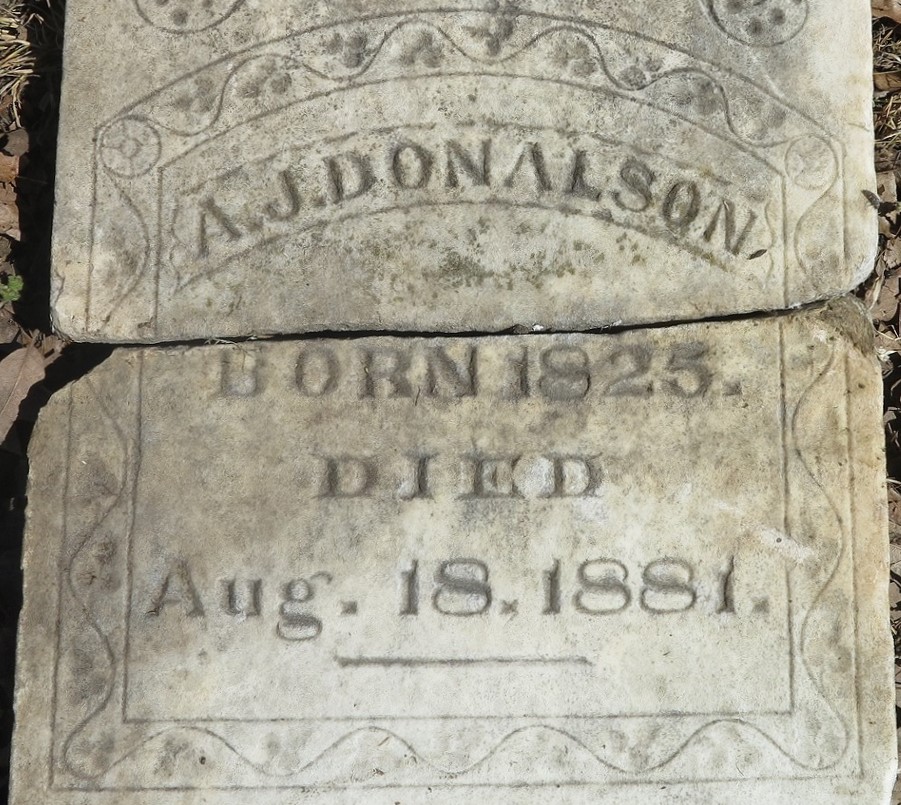 A. J. DONALSON
BORN 1825.
DIED
Aug. 18. 1881.